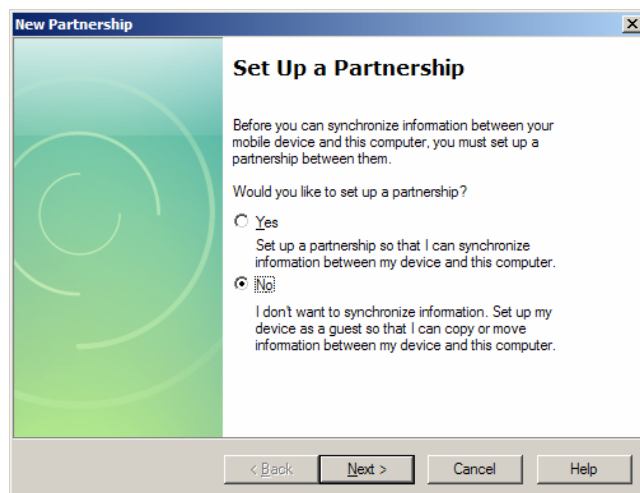 New Partnership
Set Up a Partnership
Before you can synchronize information between your
mobile device and this computer, you must set up a
partnership between them.
Would you like to set up a partnership?
Yes
Set up a partnership so that I can synchronize
information between my device and this computer.
No
I don't want to synchronize information. Set up my
device as a guest so that I can copy or move
information between my device and this computer.
< Back
Next >
Cancel
Help